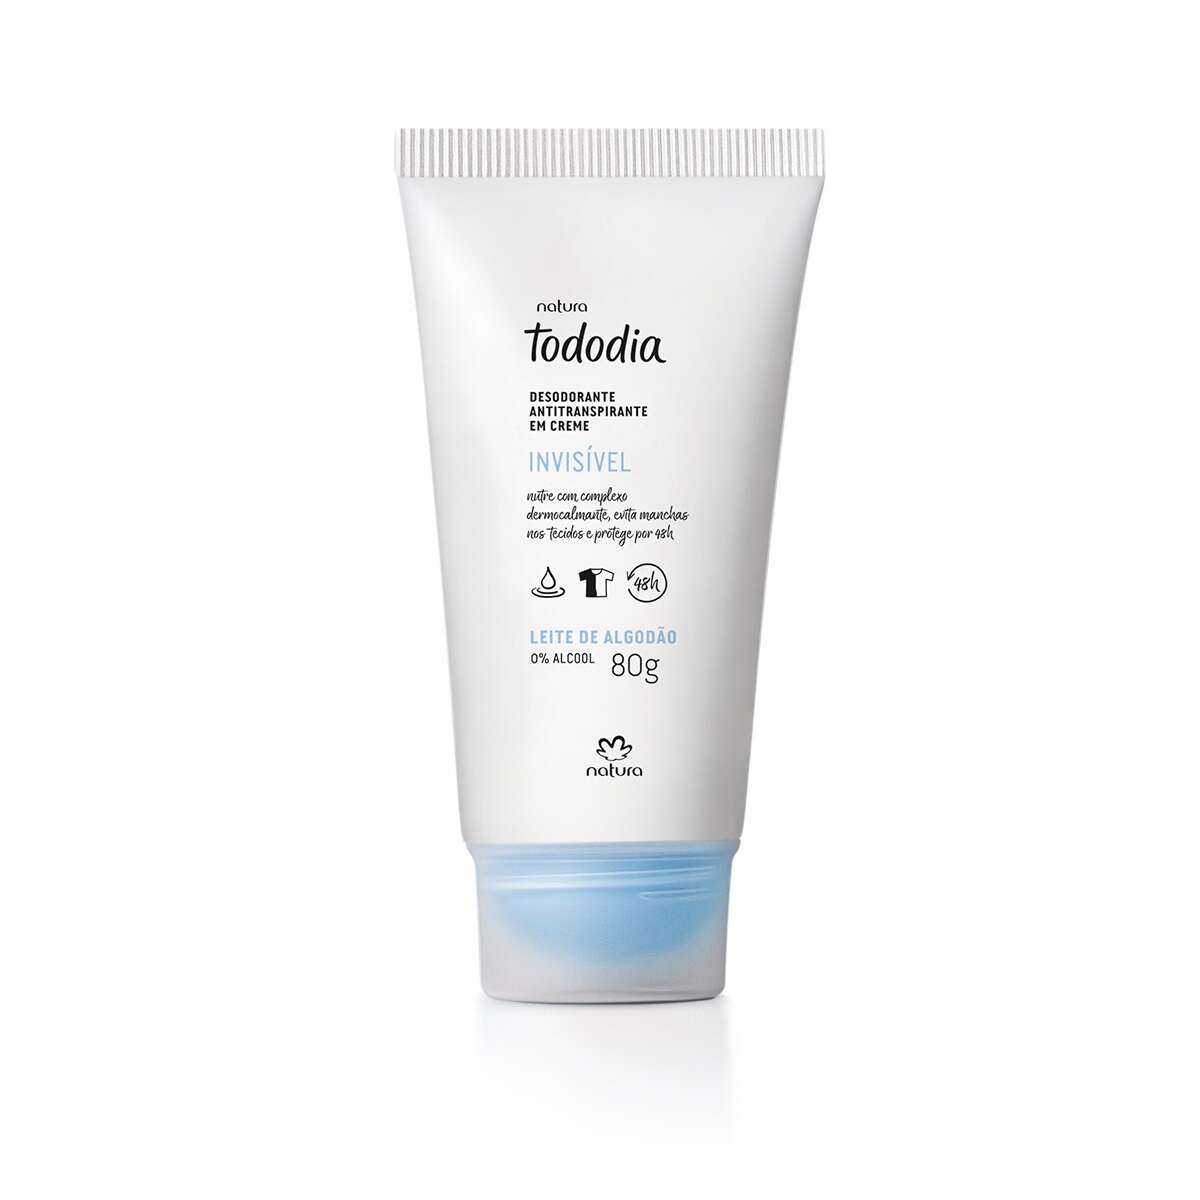 natura
Tododia
DESODORANTE
ANTITRANSPIRANTE
EM CREME
INVISÍVEL
nutre com complexo
dermocalmante, evita manchas
nos tecidos e protege por 48h
48h
LEITE DE ALGODÃO
0% ALCOOL 80g
natura